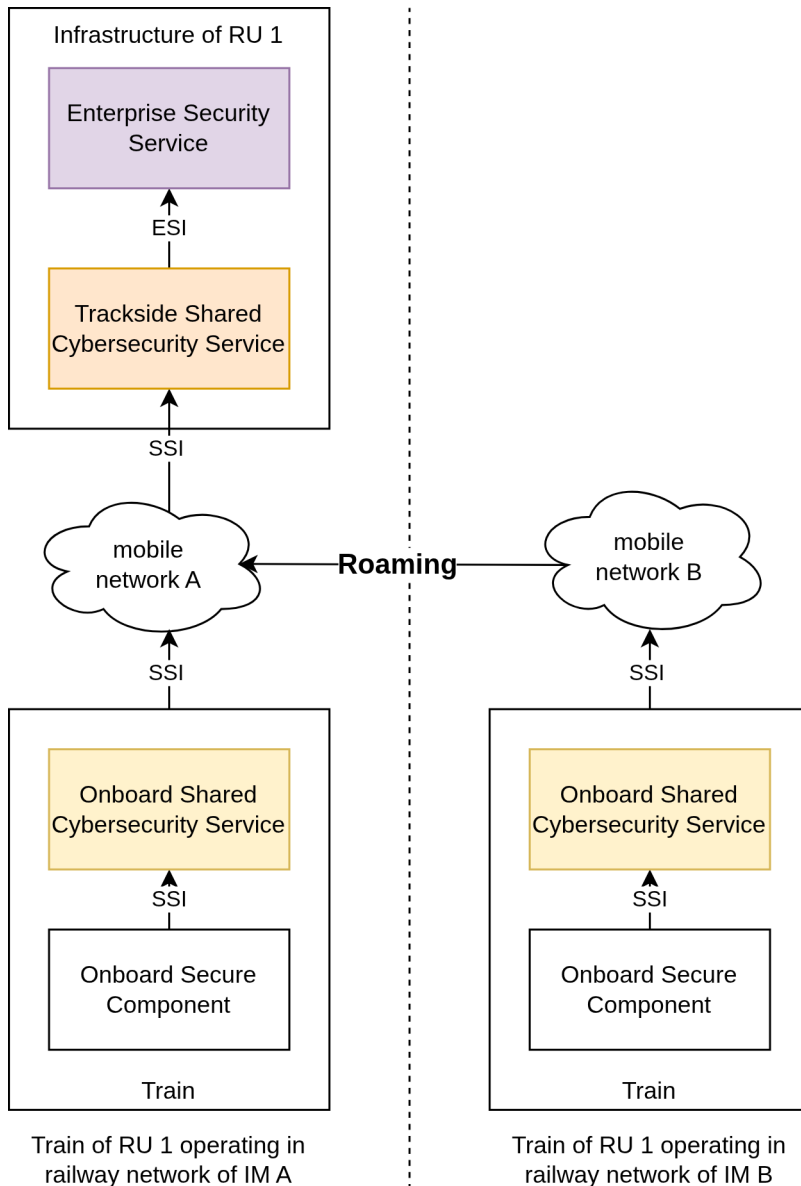 Infrastructure of RU 1
Enterprise Security
Service
ESI
Trackside Shared
Cybersecurity Service
SSI
mobile
network A
Roaming
mobile
network B
SSI
SSI
Onboard Shared
Cybersecurity Service
SSI
Onboard Secure
Component
Train
Train of RU 1 operating in
railway network of IM A
Onboard Shared
Cybersecurity Service
SSI
Onboard Secure
Component
Train
Train of RU 1 operating in
railway network of IM B